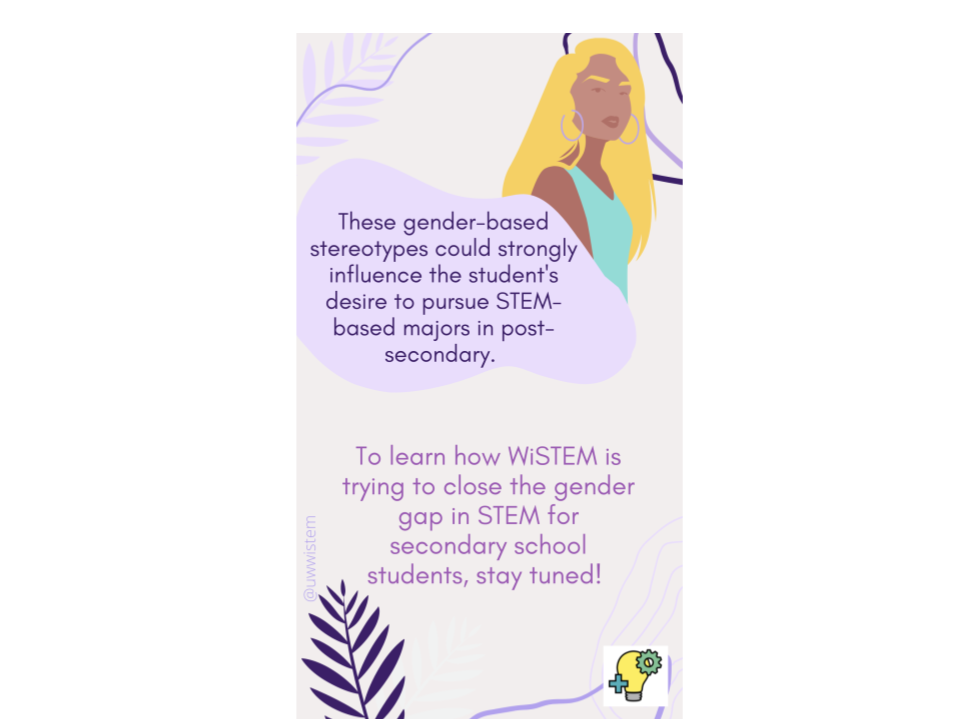 These gender-based
stereotypes could strongly
influence the student's
desire to pursue STEM-
based majors in post-
secondary.
To learn how WiSTEM is
trying to close the gender
gap in STEM for
secondary school
students, stay tuned!
@uwwistem